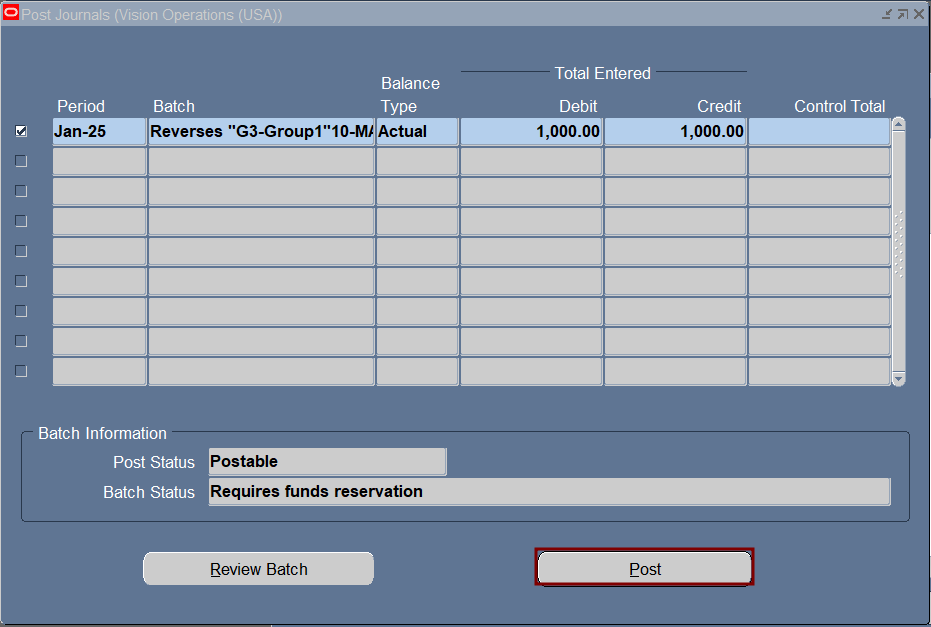 Post Journals (Vision Operations (USA))
Total Entered
Balance
Period Batch Type Debit Credit Control Total
Jan-25 Reverses "G3-Group1"10-MA Actual 1,000.00 1,000.00
Batch Information
Post Status Postable
Batch Status Requires funds reservation
Review Batch Post